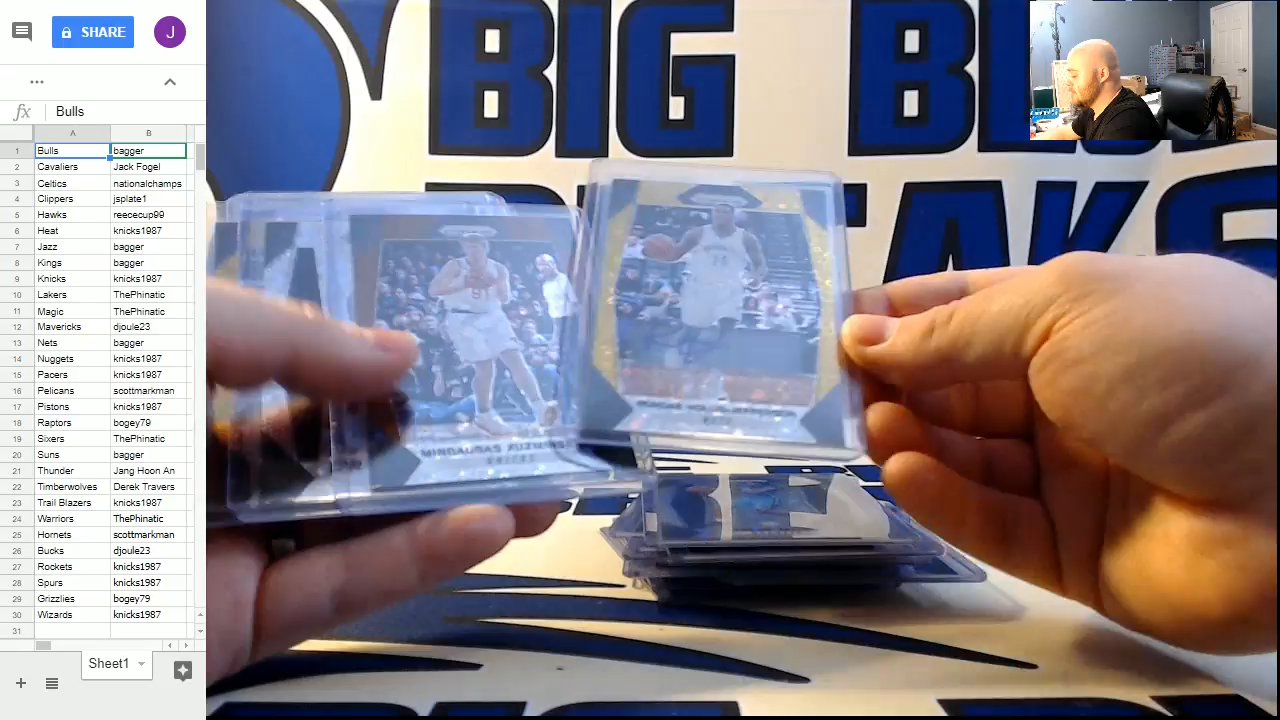 SHARE
J
...
fx Bulls
A B
1 Bulls bagger
2 Cavaliers Jack Fogel
3 Celtics nationalchamps
4 Clippers jsplate1
5 Hawks reececup99
6 Heat knicks1987
7 Jazz bagger
8 Kings bagger
9 Knicks knicks1987
10 Lakers ThePhinatic
11 Magic ThePhinatic
12 Mavericks djoule23
13 Nets bagger
14 Nuggets knicks1987
15 Pacers knicks1987
16 Pelicans scottmarkman
17 Pistons knicks1987
18 Raptors bogey79
19 Sixers ThePhinatic
20 Suns bagger
21 Thunder Jang Hoon An
22 Timberwolves Derek Travers
23 Trail Blazers knicks1987
24 Warriors ThePhinatic
25 Hornets scottmarkman
26 Bucks djoule23
27 Rockets knicks1987
28 Spurs knicks1987
29 Grizzlies bogey79
30 Wizards knicks1987
31
Sheet1
BIG BLUE
BREAKS
MINDAUGAS KUZMINSKAS